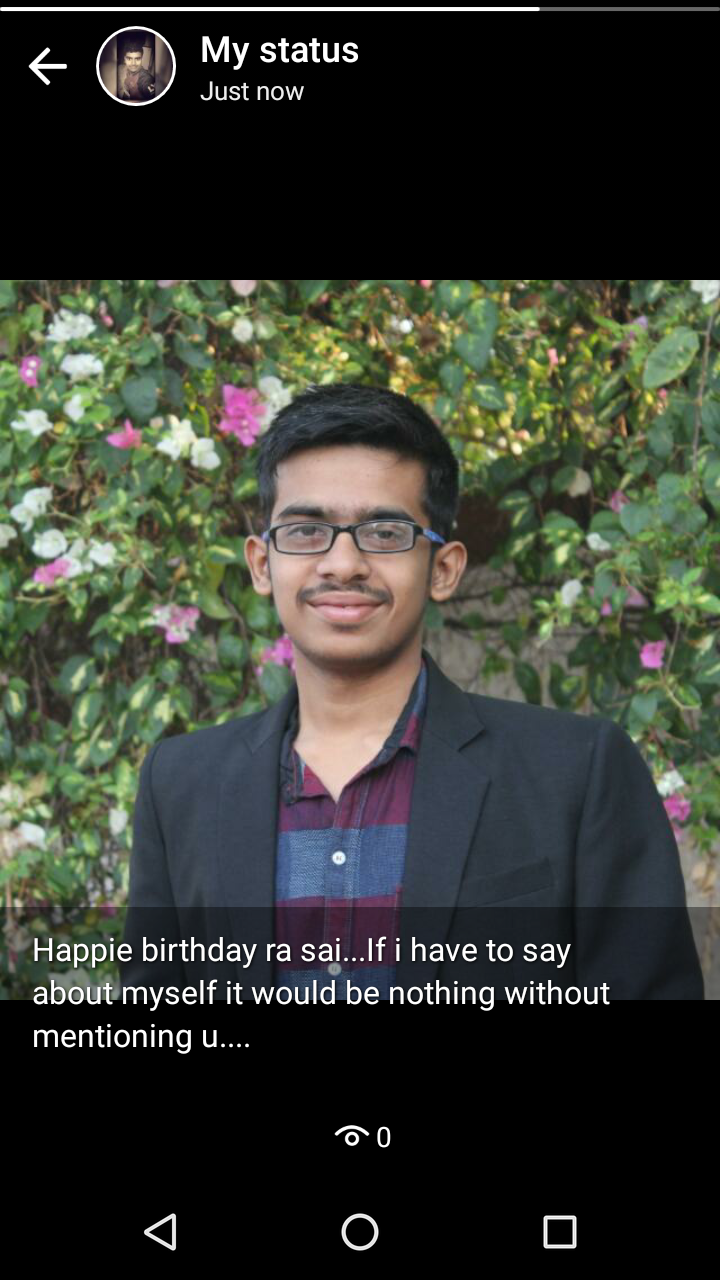 My status
Just now
Happie birthday ra sai...If i have to say
about myself it would be nothing without
mentioning u....
0